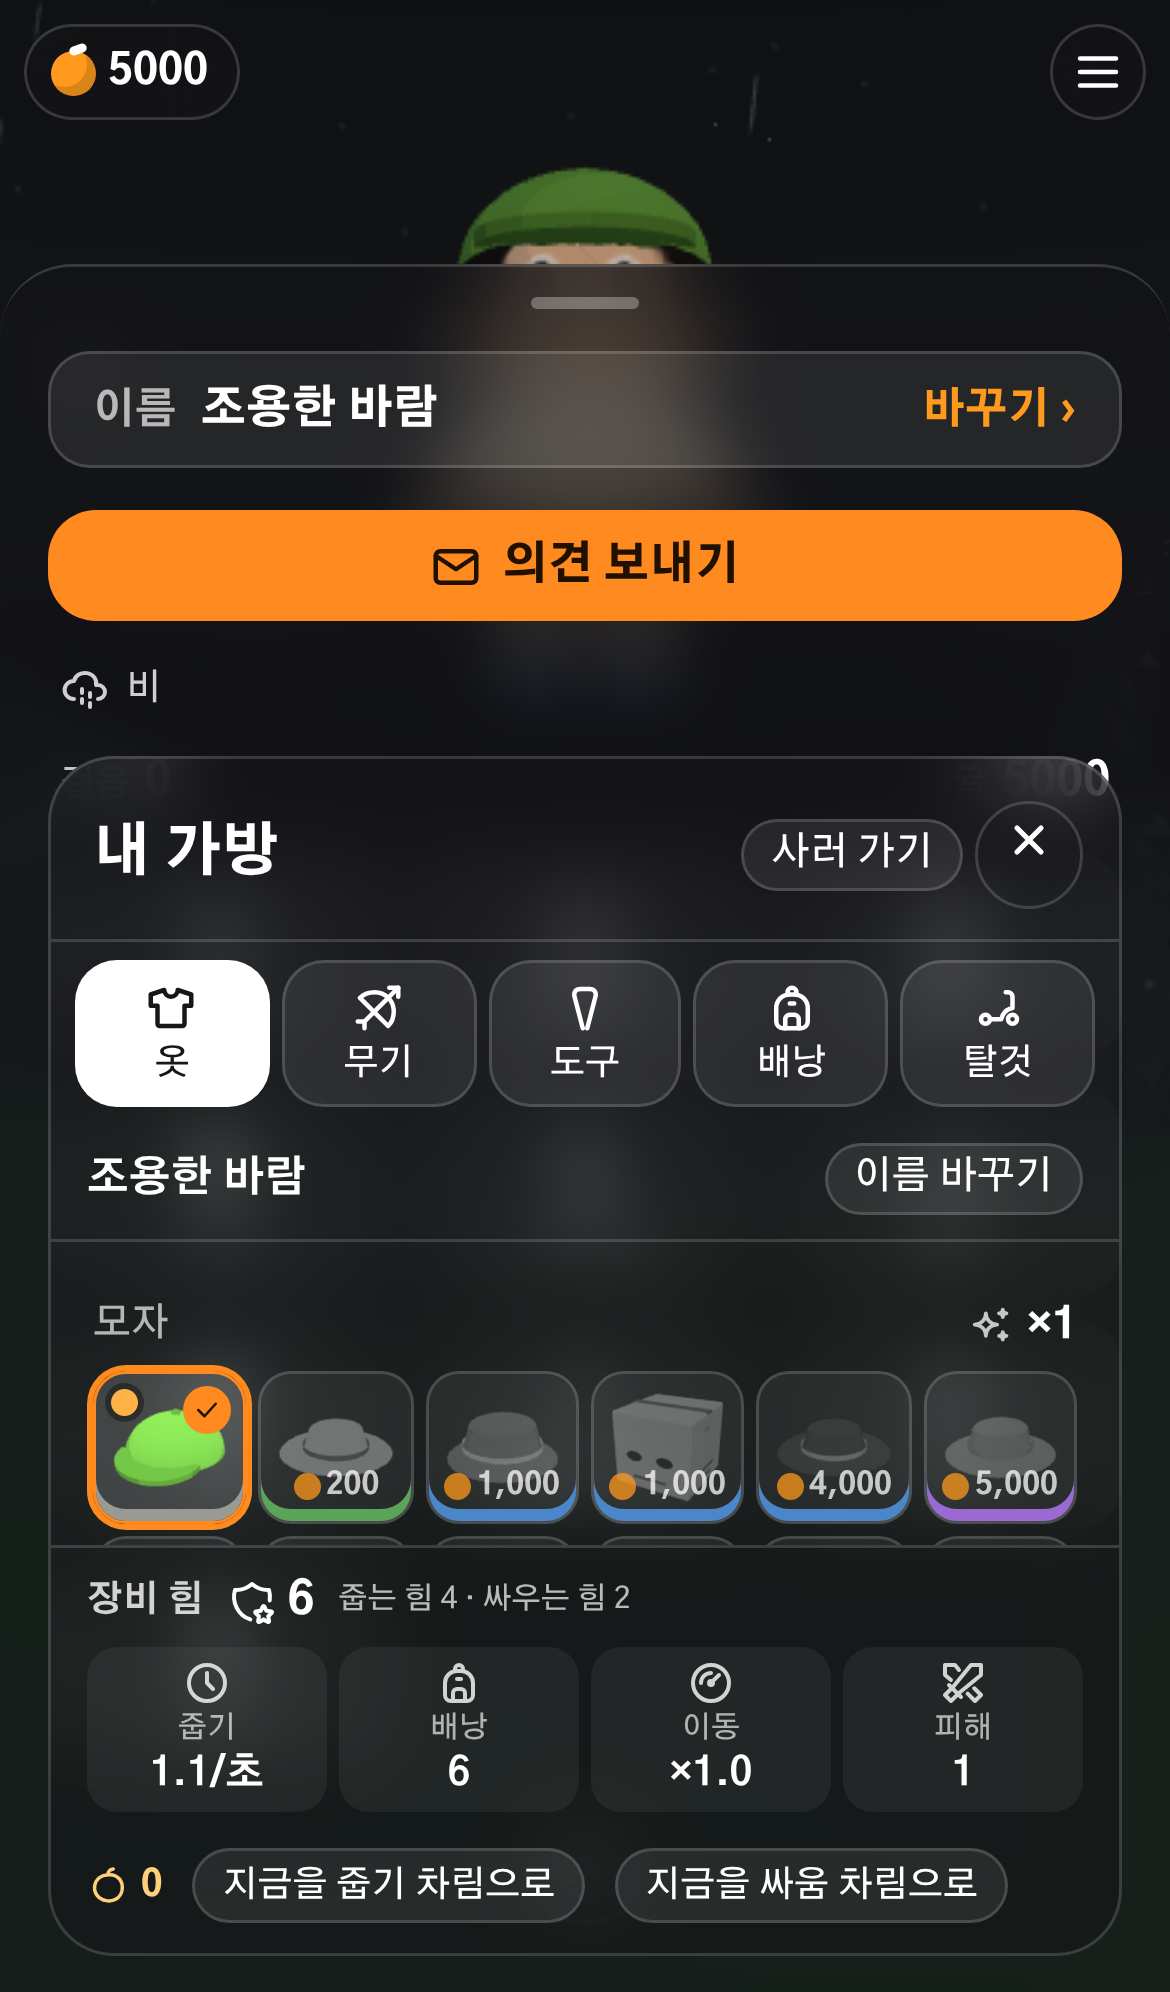 5000
이름 조용한 바람 바꾸기 ›
의견 보내기
비
5000
내 가방 사러 가기
옷 무기 도구 배낭 탈것
조용한 바람 이름 바꾸기
모자 ×1
200 1,000 1,000 4,000 5,000
장비 힘 6 줍는 힘 4 · 싸우는 힘 2
줍기 배낭 이동 피해
1.1/초 6 ×1.0 1
0 지금을 줍기 차림으로 지금을 싸움 차림으로